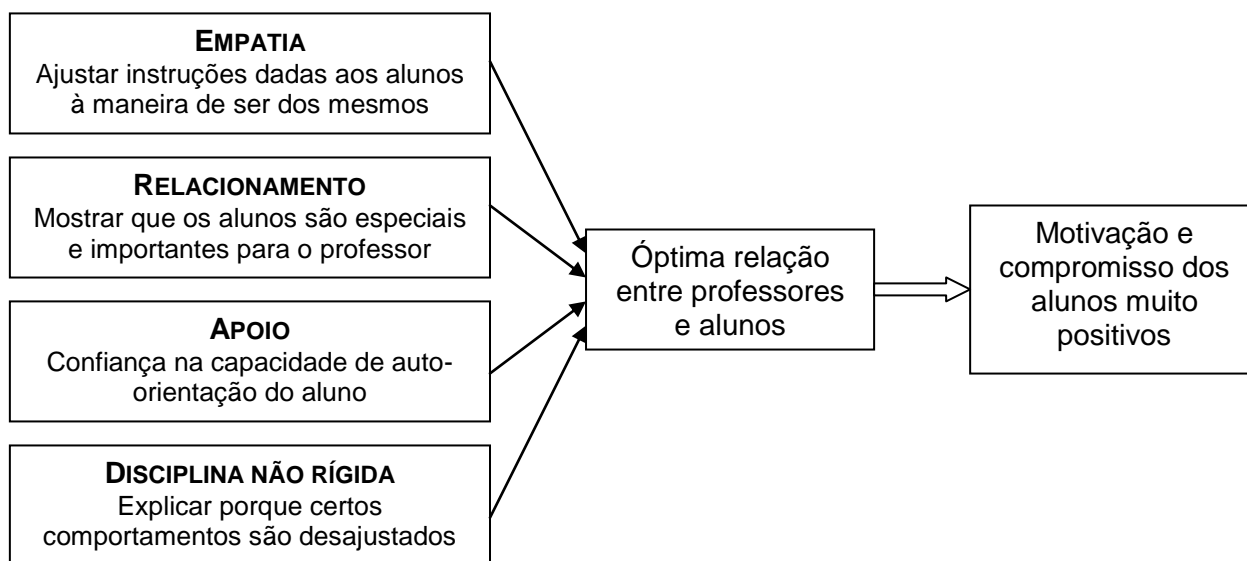 EMPATIA
Ajustar instruções dadas aos alunos
à maneira de ser dos mesmos
RELACIONAMENTO
Mostrar que os alunos são especiais
e importantes para o professor
APOIO
Confiança na capacidade de auto-
orientação do aluno
DISCIPLINA NÃO RÍGIDA
Explicar porque certos
comportamentos são desajustados
Óptima relação
entre professores
e alunos
Motivação e
compromisso dos
alunos muito
positivos